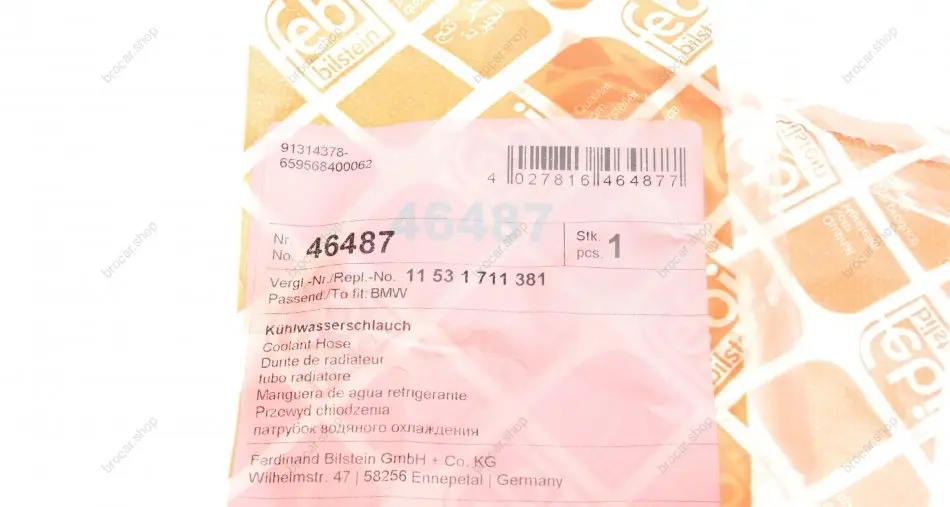 febi
bilstein
91314378-
659568400062
4 027816 464877
46487
Nr.
No. 46487
Stk.
pcs. 1
Vergl.-Nr./Repl.-No. 11 53 1 711 381
Passend./To fit: BMW
Kühlwasserschlauch
Coolant Hose
Durite de radiateur
tubo radiatore
Manguera de agua refrigerante
Przewyd chlodzenia
патрубок водяного охлаждения
Ferdinand Bilstein GmbH + Co. KG
Wilhelmstr. 47 | 58256 Ennepetal | Germany
brocar.shop